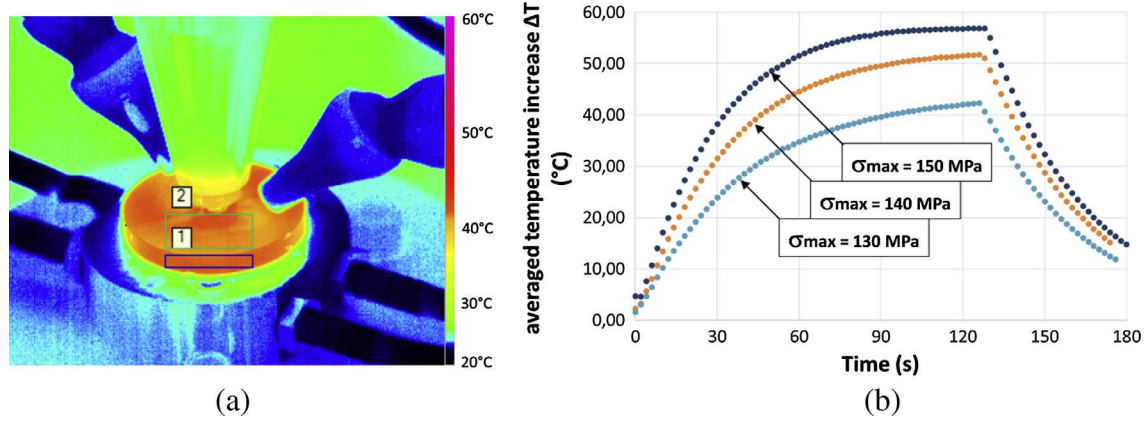 60°C
50°C
40°C
30°C
20°C
2
1
(a)
averaged temperature increase ΔT
(°C)
60,00
50,00
40,00
30,00
20,00
10,00
0,00
σmax = 150 MPa
σmax = 140 MPa
σmax = 130 MPa
0 30 60 90 120 150 180
Time (s)
(b)